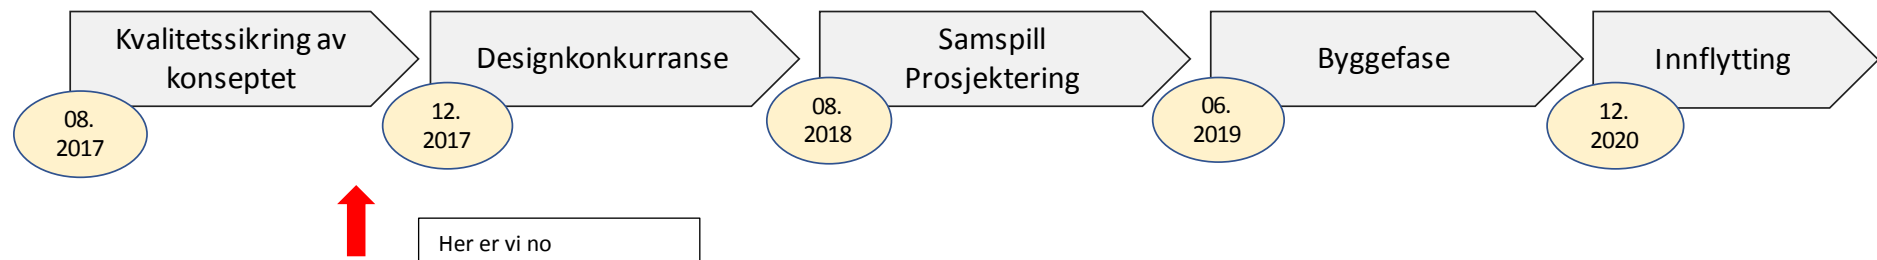 Kvalitetssikring av
konseptet
Designkonkurranse
Samspill
Prosjektering
Byggefase
Innflytting
08.
2017
12.
2017
08.
2018
06.
2019
12.
2020
Her er vi no